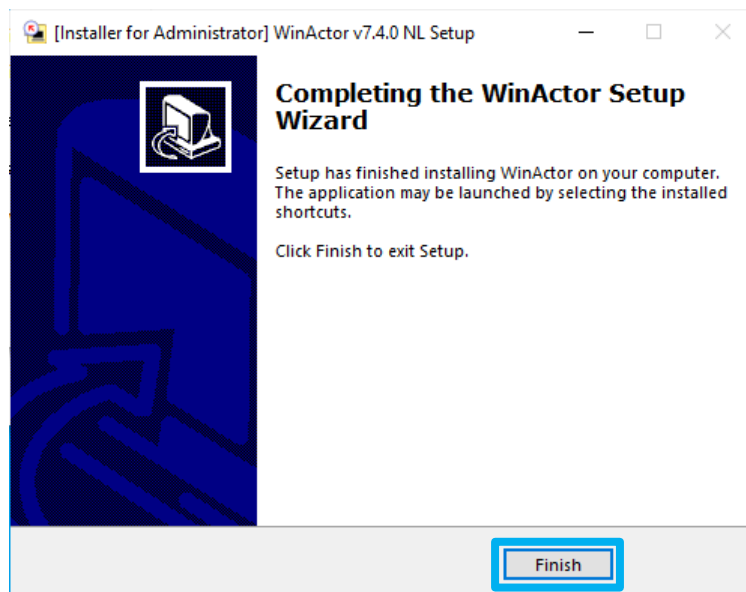 [Installer for Administrator] WinActor v7.4.0 NL Setup
Completing the WinActor Setup
Wizard
Setup has finished installing WinActor on your computer.
The application may be launched by selecting the installed
shortcuts.
Click Finish to exit Setup.
Finish